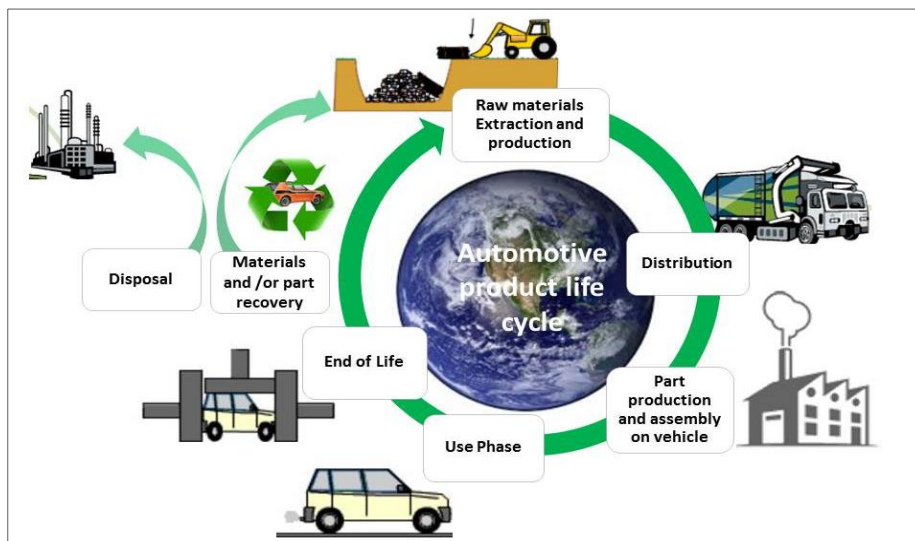 Raw materials
Extraction and
production
Distribution
Part
production
and assembly
on vehicle
Use Phase
End of Life
Materials
and /or part
recovery
Disposal
Automotive
product life
cycle